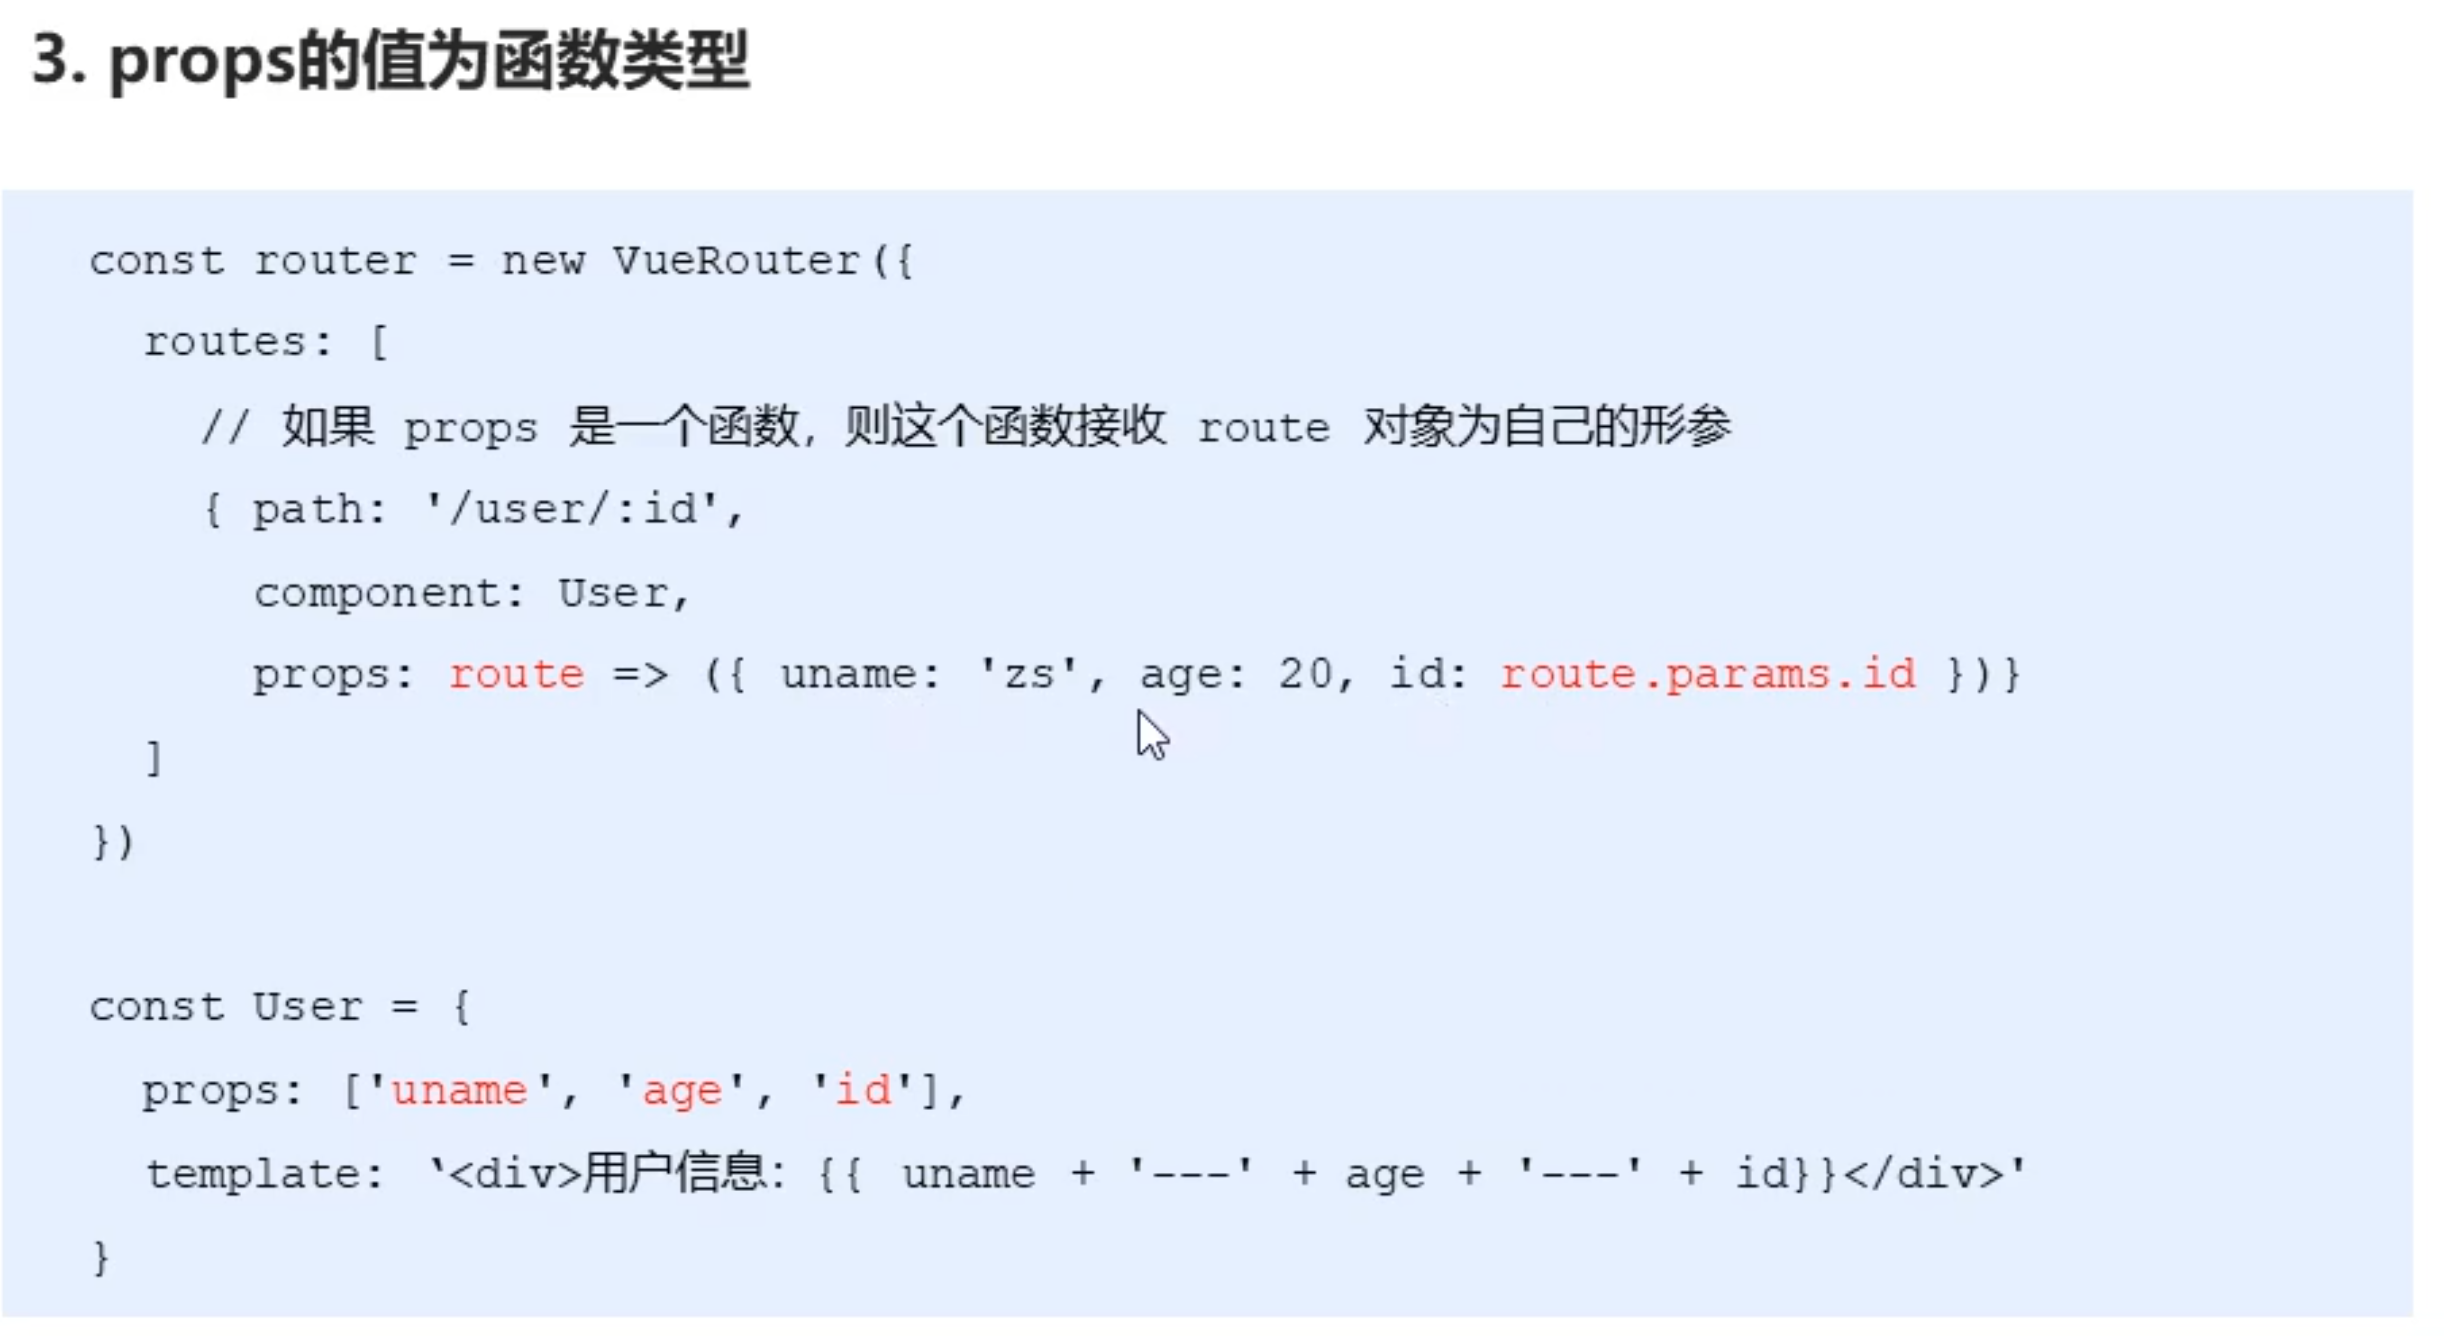 3. props的值为函数类型
const router = new VueRouter({
routes: [
// 如果 props 是一个函数, 则这个函数接收 route 对象为自己的形参
{ path: '/user/:id',
component: User,
props: route => ({ uname: 'zs', age: 20, id: route.params.id })}
]
})
const User = {
props: ['uname', 'age', 'id'],
template: ‘<div>用户信息: {{ uname + '---' + age + '---' + id}}</div>'
}